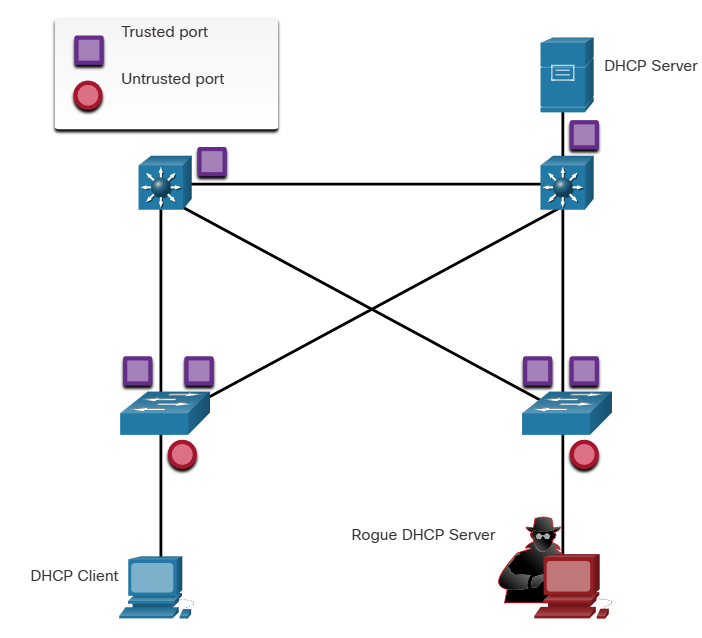 Trusted port
Untrusted port
DHCP Server
Rogue DHCP Server
DHCP Client